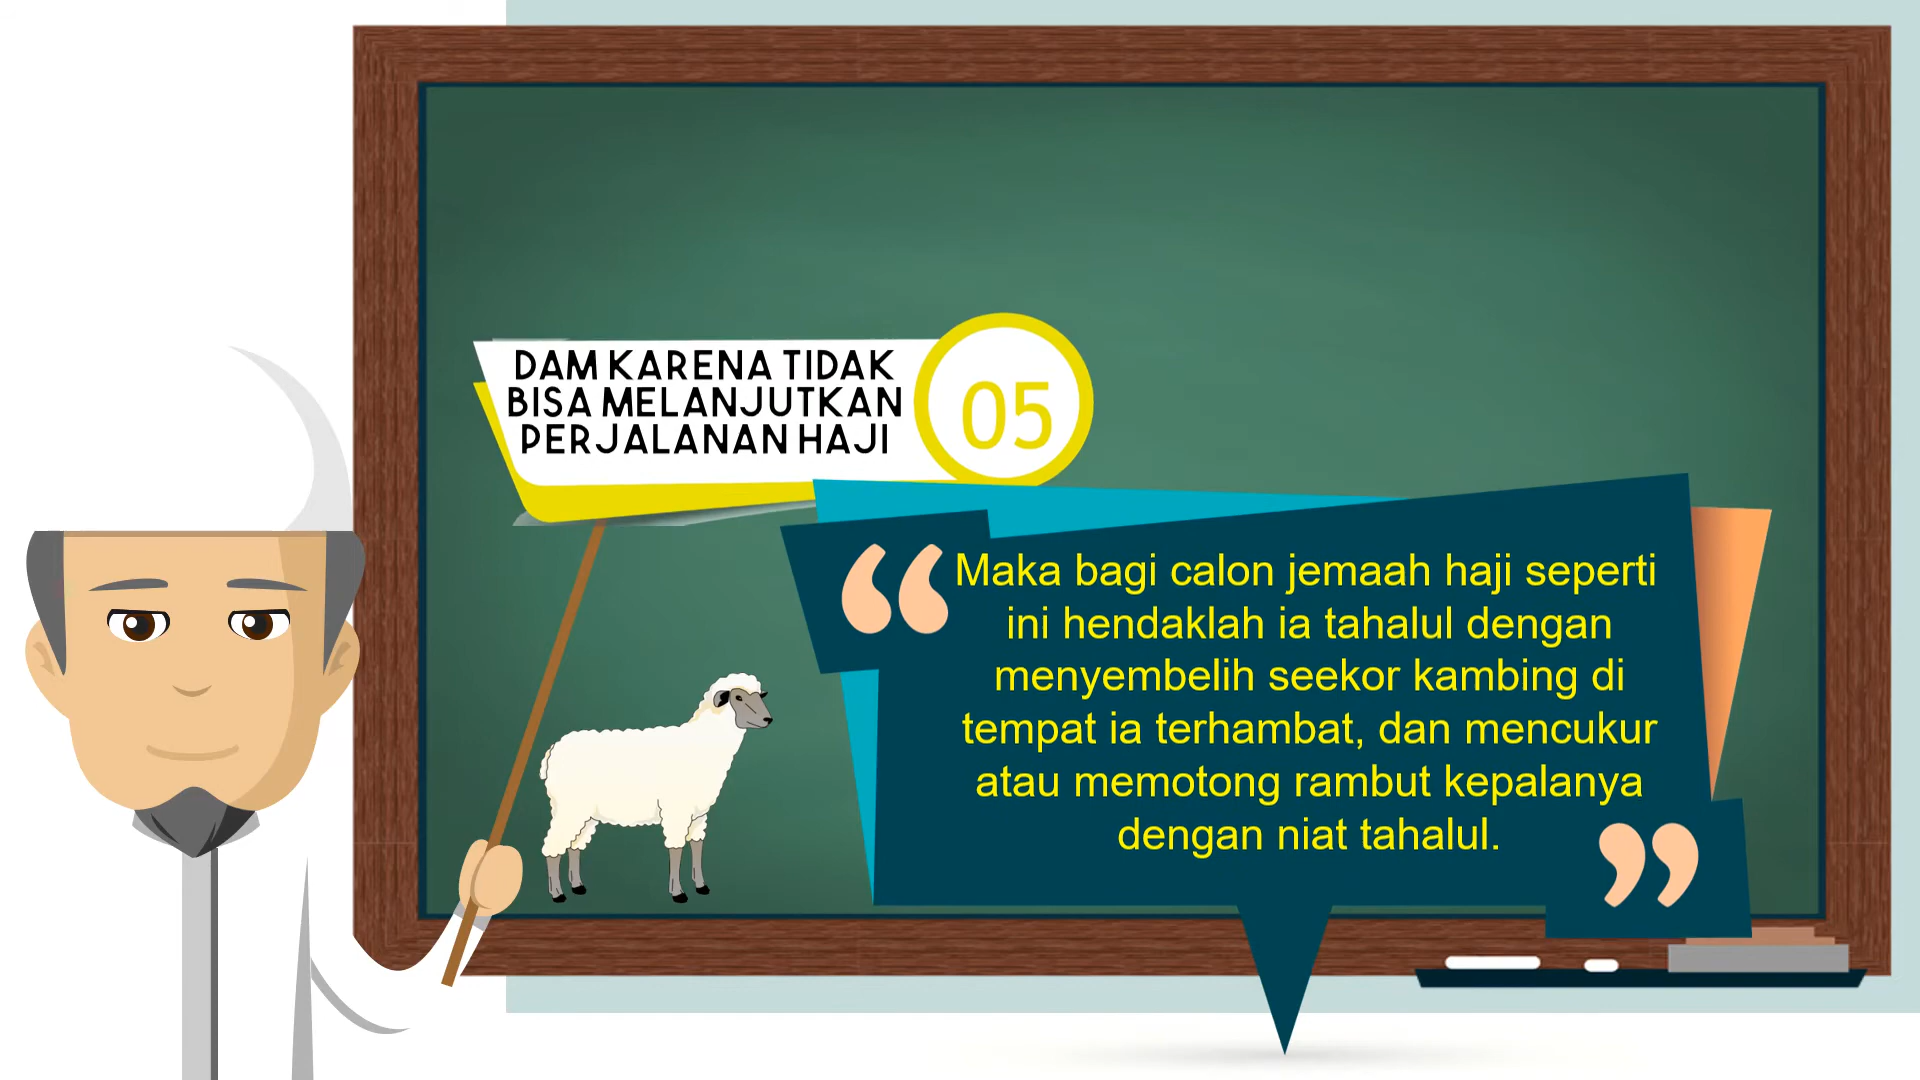 DAM KARENA TIDAK
BISA MELANJUTKAN
PERJALANAN HAJI
05
“Maka bagi calon jemaah haji seperti
ini hendaklah ia tahalul dengan
menyembelih seekor kambing di
tempat ia terhambat, dan mencukur
atau memotong rambut kepalanya
dengan niat tahalul.”